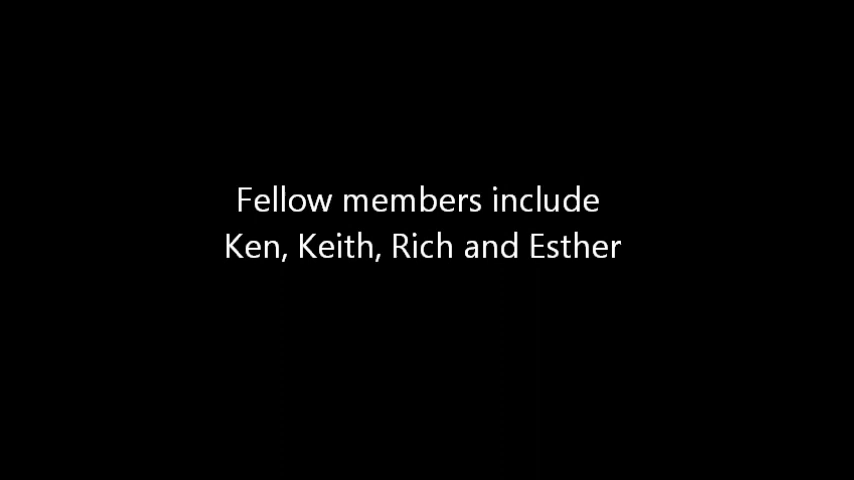 Fellow members include
Ken, Keith, Rich and Esther